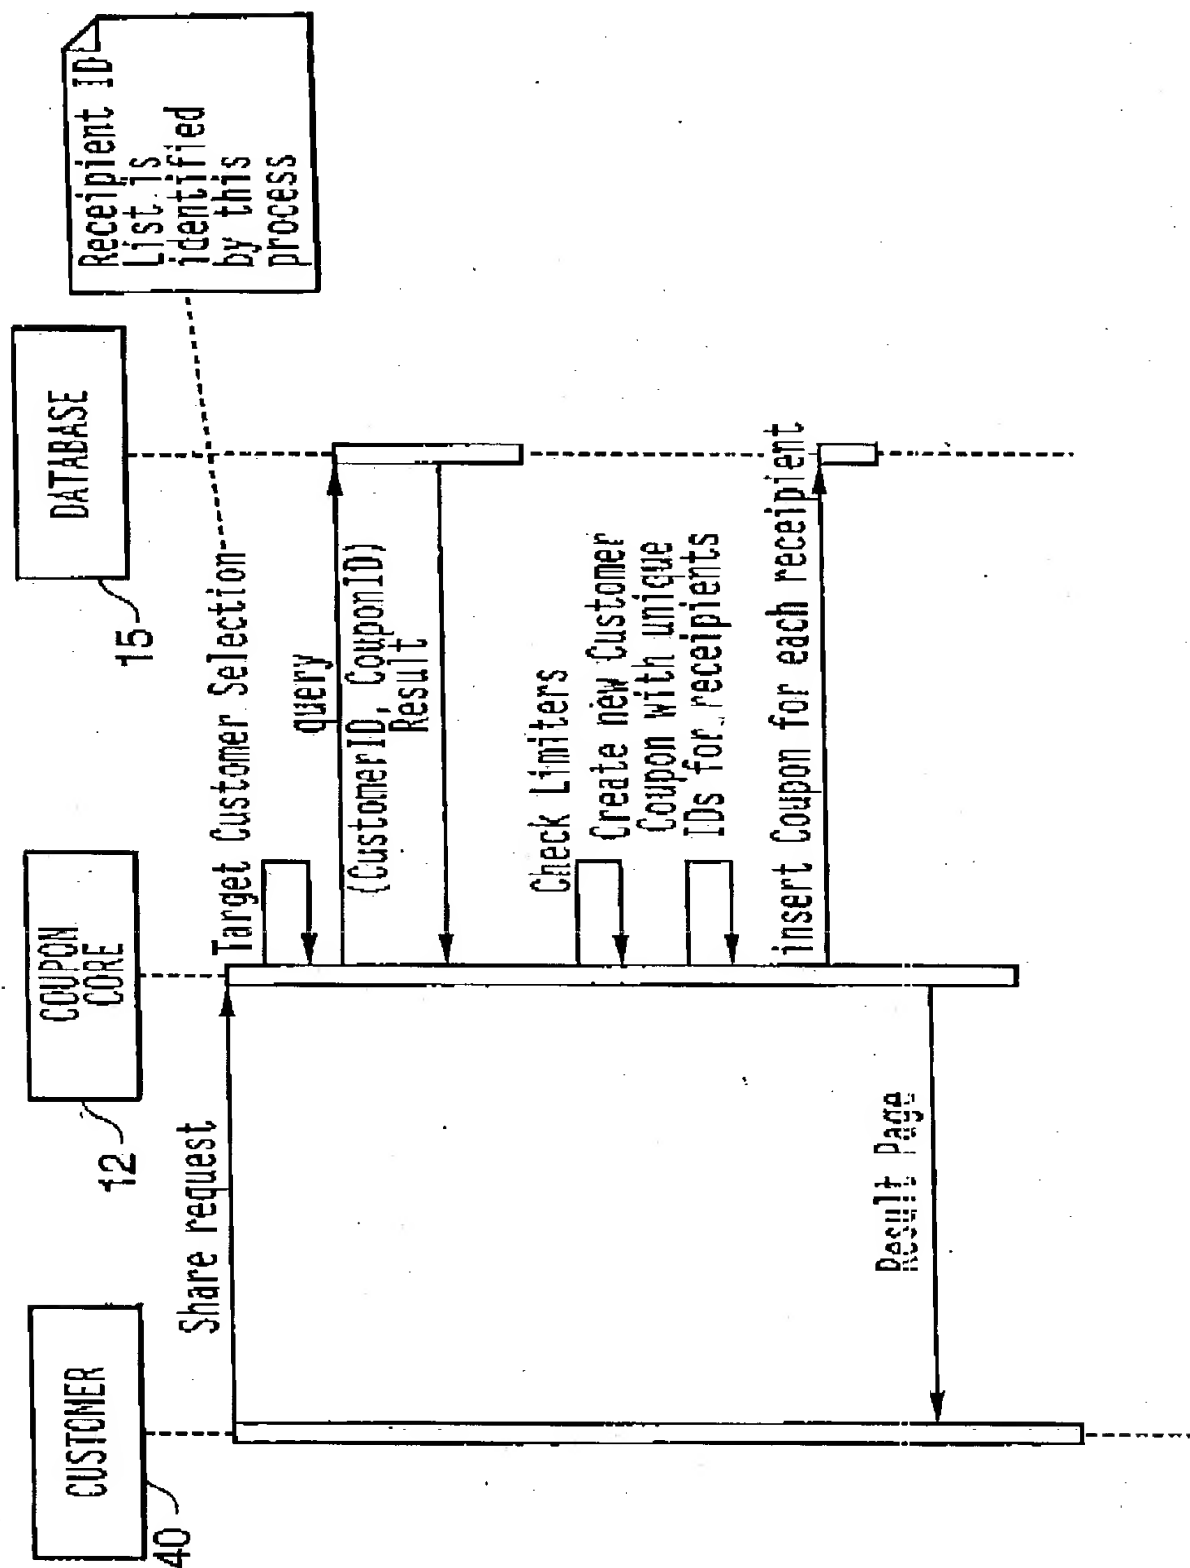 CUSTOMER
40
COUPON
CORE
12
DATABASE
15
Receipient ID
List is
identified
by this
process
Share request
Target Customer Selection
query
(CustomerID, CouponID)
Result
Check Limiters
Create new Customer
Coupon with unique
IDs for receipients
insert Coupon for each receipient
Result Page